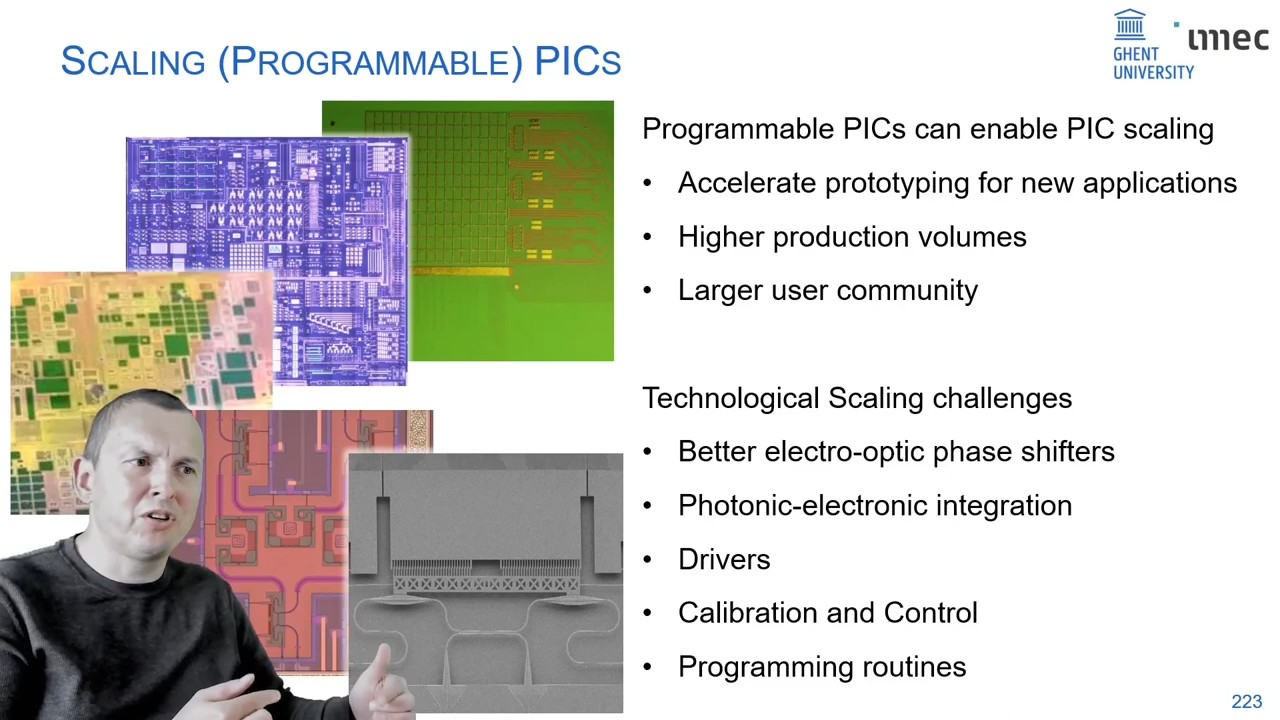 SCALING (PROGRAMMABLE) PICS
GHENT
UNIVERSITY
imec
Programmable PICs can enable PIC scaling
• Accelerate prototyping for new applications
• Higher production volumes
• Larger user community
Technological Scaling challenges
• Better electro-optic phase shifters
• Photonic-electronic integration
• Drivers
• Calibration and Control
• Programming routines
223